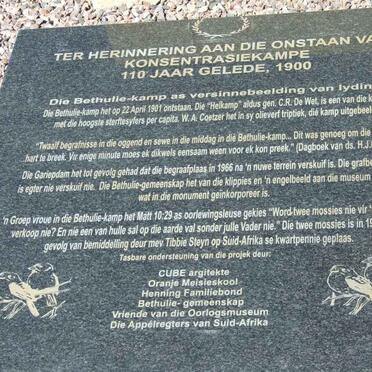 TER HERINNERING AAN DIE ONSTAAN VA
KONSENTRASIEKAMPE
110 JAAR GELEDE, 1900
Die Bethulie-kamp as versinnebeelding van lydin
Die Bethulie-kamp het op 22 April 1901 ontstaan. Die "Helkamp" aldus gen. C.R. De Wet, is een van die k
met die hoogste sterftesyfers per capita. W. A. Coetzer het in sy olieverf triptiek, dié kamp uitgebeel
"Twaalf begrafnisse in die oggend en sewe in die middag in die Bethulie-kamp... Dit was genoeg om die
hart te breek. Vir enige minute moes ek dikwels eensaam ween voor ek kon preek." (Dagboek van ds. H.J.
Die Gariepdam het tot gevolg gehad dat die begraafplaas in 1966 na 'n nuwe terrein verskuif is. Die grafbo
is egter nie verskuif nie. Die Bethulie-gemeenskap het van die klippies en 'n engelbeeld aan die museum
wat in die monument geïnkorporeer is.
'n Groep vroue in die Bethulie-kamp het Matt 10:29 as oorlewingsleuse gekies "Word twee mossies nie vir '
verkoop nie? En nie een van hulle sal op die aarde val sonder julle Vader nie." Die twee mossies is in 19
gevolg van bemiddeling deur mev Tibbie Steyn op Suid-Afrika se kwartpennie geplaas.
Tasbare ondersteuning van die projek deur:
CUBE argitekte
Oranje Meisieskool
Henning Familiebond
Bethulie- gemeenskap
Vriende van die Oorlogsmuseum
Die Appélregters van Suid-Afrika